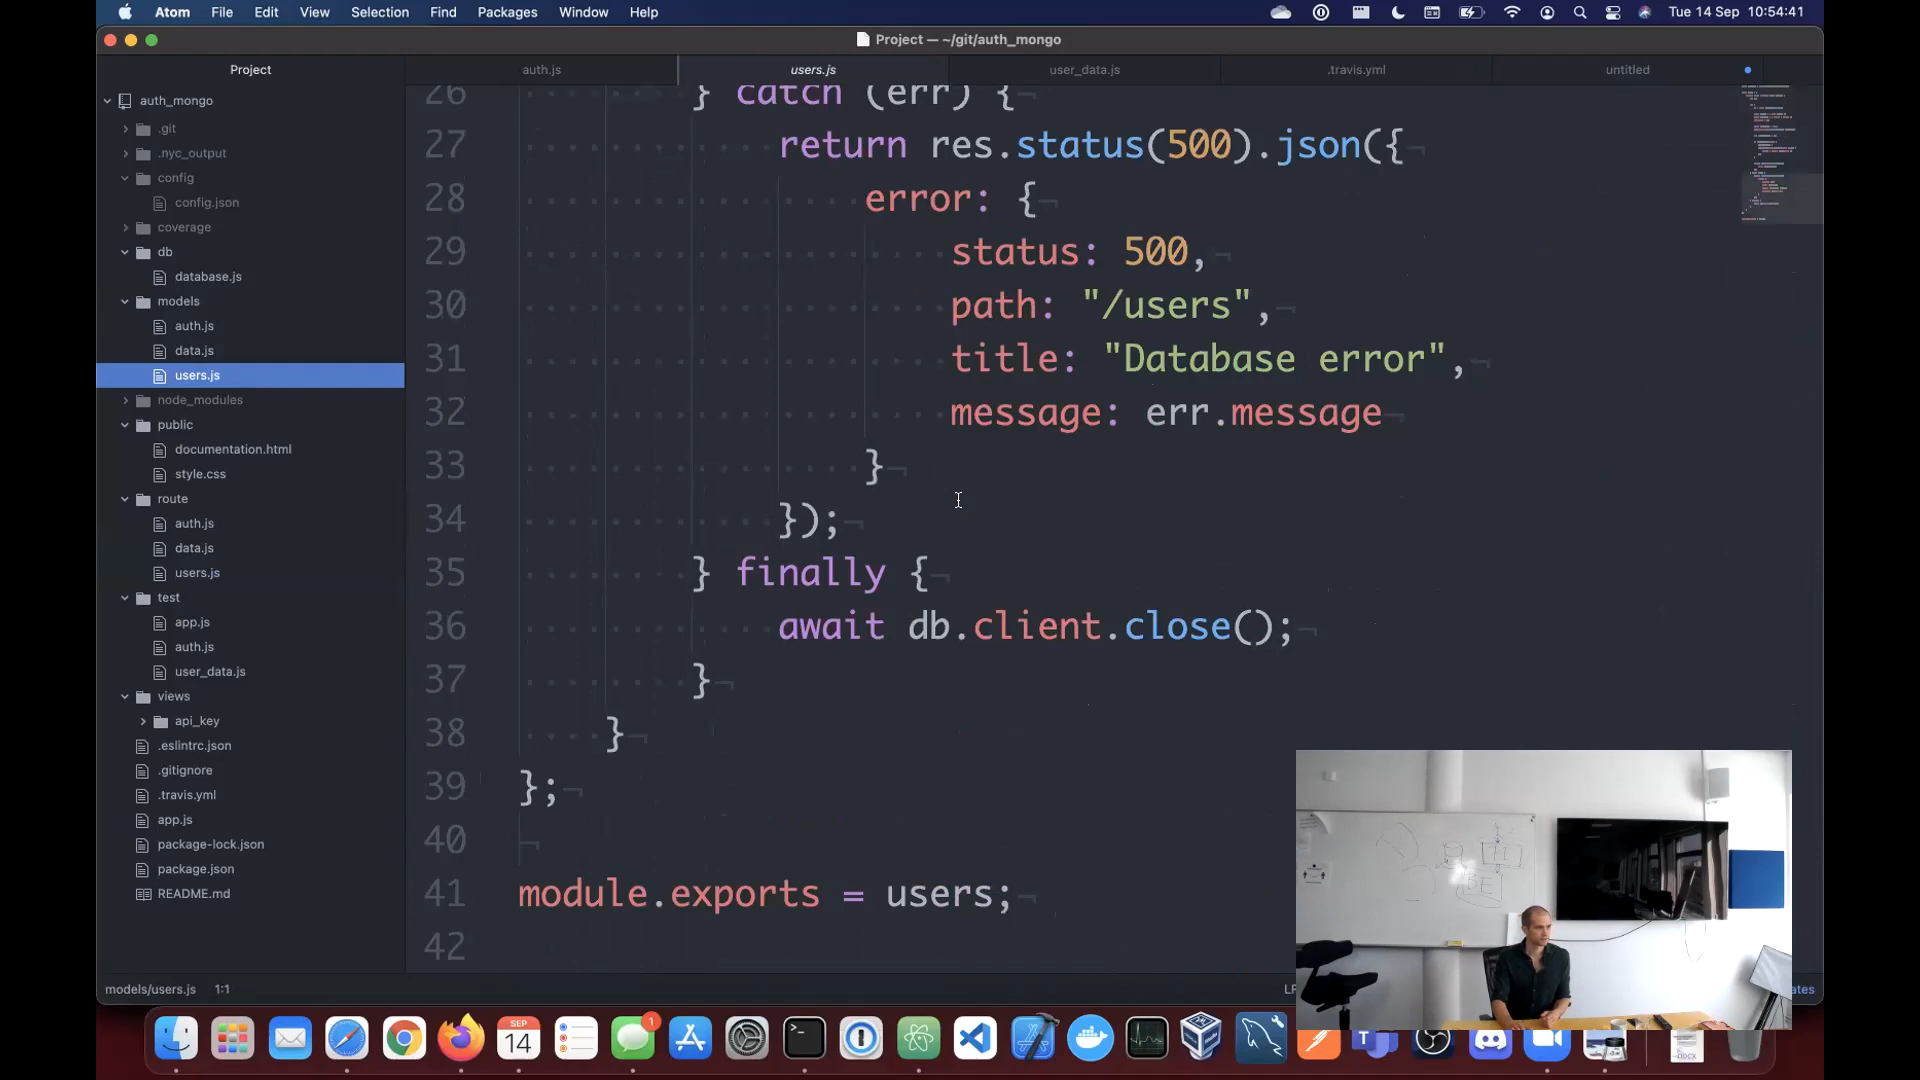 Atom File Edit View Selection Find Packages Window Help
Tue 14 Sep 10:54:41
Project — ~/git/auth_mongo
Project
auth.js
users.js
user_data.js
.travis.yml
untitled
auth_mongo
.git
.nyc_output
config
config.json
coverage
db
database.js
models
auth.js
data.js
users.js
node_modules
public
documentation.html
style.css
route
auth.js
data.js
users.js
test
app.js
auth.js
user_data.js
views
api_key
.eslintrc.json
.gitignore
.travis.yml
app.js
package-lock.json
package.json
README.md
26 } catch (err) {
27 return res.status(500).json({
28 error: {
29 status: 500,
30 path: "/users",
31 title: "Database error",
32 message: err.message
33 }
34 });
35 } finally {
36 await db.client.close();
37 }
38 }
39 };
40
41 module.exports = users;
42
models/users.js 1:1
BE
SEP
14
1